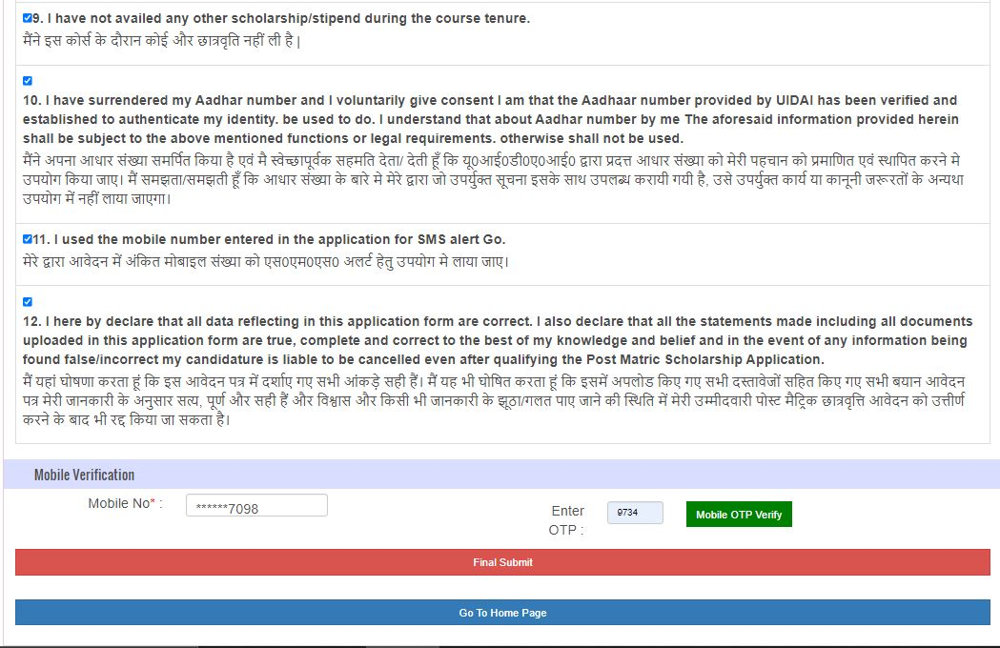 9. I have not availed any other scholarship/stipend during the course tenure.
मैंने इस कोर्स के दौरान कोई और छात्रवृति नहीं ली है |
10. I have surrendered my Aadhar number and I voluntarily give consent I am that the Aadhaar number provided by UIDAI has been verified and
established to authenticate my identity. be used to do. I understand that about Aadhar number by me The aforesaid information provided herein
shall be subject to the above mentioned functions or legal requirements. otherwise shall not be used.
मैंने अपना आधार संख्या समर्पित किया है एवं मै स्वेच्छापूर्वक सहमति देता/ देती हूँ कि यू0आई0डी0ए0आई0 द्वारा प्रदत्त आधार संख्या को मेरी पहचान को प्रमाणित एवं स्थापित करने मे
उपयोग किया जाए। मैं समझता/समझती हूँ कि आधार संख्या के बारे मे मेरे द्वारा जो उपर्युक्त सूचना इसके साथ उपलब्ध करायी गयी है, उसे उपर्युक्त कार्य या कानूनी जरूरतों के अन्यथा
उपयोग में नहीं लाया जाएगा।
11. I used the mobile number entered in the application for SMS alert Go.
मेरे द्वारा आवेदन में अंकित मोबाइल संख्या को एस0एम0एस0 अलर्ट हेतु उपयोग मे लाया जाए।
12. I here by declare that all data reflecting in this application form are correct. I also declare that all the statements made including all documents
uploaded in this application form are true, complete and correct to the best of my knowledge and belief and in the event of any information being
found false/incorrect my candidature is liable to be cancelled even after qualifying the Post Matric Scholarship Application.
मैं यहां घोषणा करता हूं कि इस आवेदन पत्र में दर्शाए गए सभी आंकड़े सही हैं। मैं यह भी घोषित करता हूं कि इसमें अपलोड किए गए सभी दस्तावेजों सहित किए गए सभी बयान आवेदन
पत्र मेरी जानकारी के अनुसार सत्य, पूर्ण और सही हैं और विश्वास और किसी भी जानकारी के झूठा/गलत पाए जाने की स्थिति में मेरी उम्मीदवारी पोस्ट मैट्रिक छात्रवृत्ति आवेदन को उत्तीर्ण
करने के बाद भी रद्द किया जा सकता है।
Mobile Verification
Mobile No* : ******7098
Enter OTP : 9734 Mobile OTP Verify
Final Submit
Go To Home Page